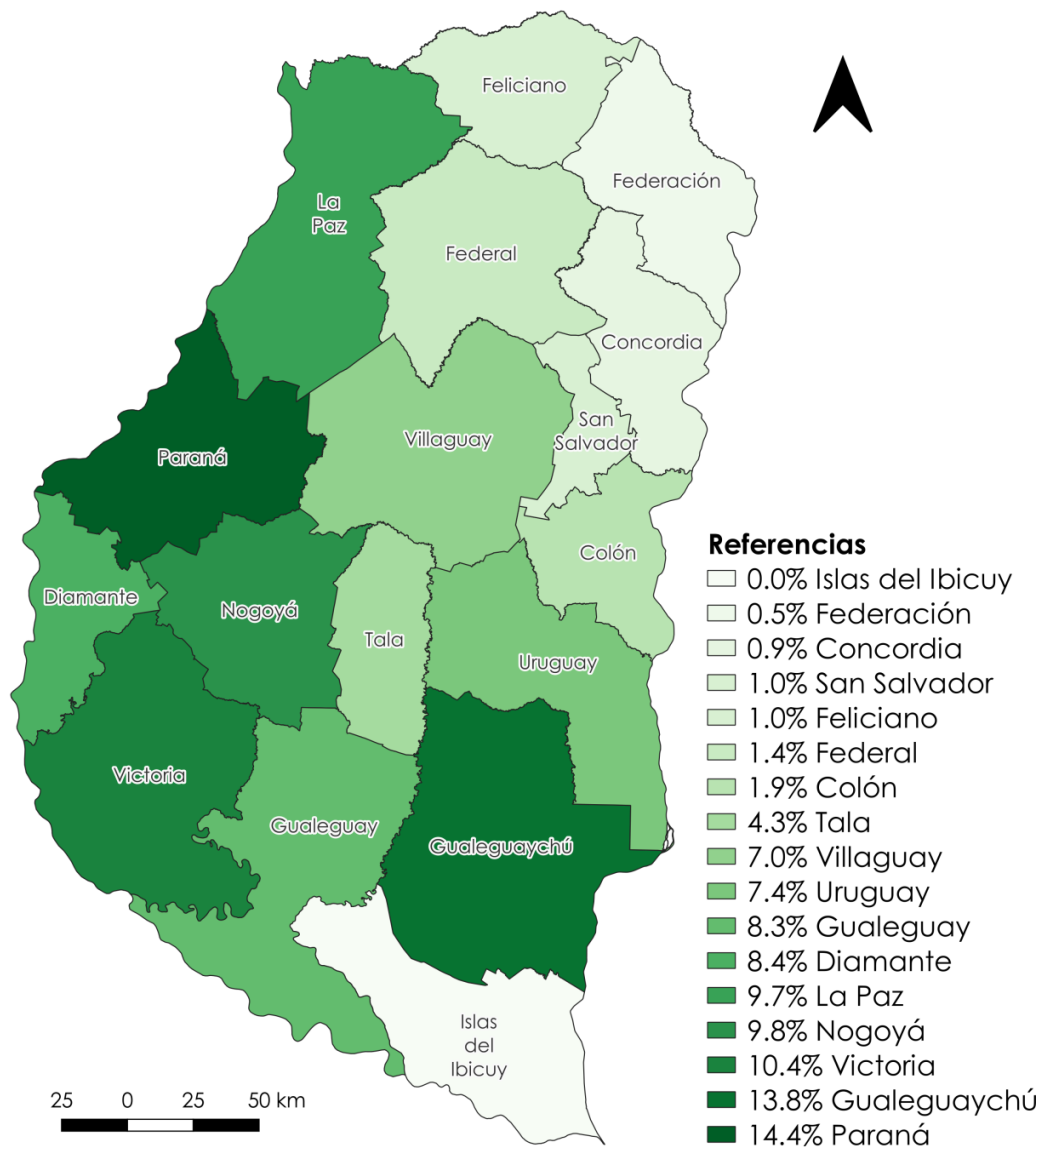 Feliciano
Federación
La
Paz
Federal
Concordia
San
Salvador
Villaguay
Paraná
Colón
Diamante
Nogoyá
Tala
Uruguay
Victoria
Gualeguay
Gualeguaychú
Islas
del
Ibicuy
Referencias
0.0% Islas del Ibicuy
0.5% Federación
0.9% Concordia
1.0% San Salvador
1.0% Feliciano
1.4% Federal
1.9% Colón
4.3% Tala
7.0% Villaguay
7.4% Uruguay
8.3% Gualeguay
8.4% Diamante
9.7% La Paz
9.8% Nogoyá
10.4% Victoria
13.8% Gualeguaychú
14.4% Paraná
25 0 25 50 km